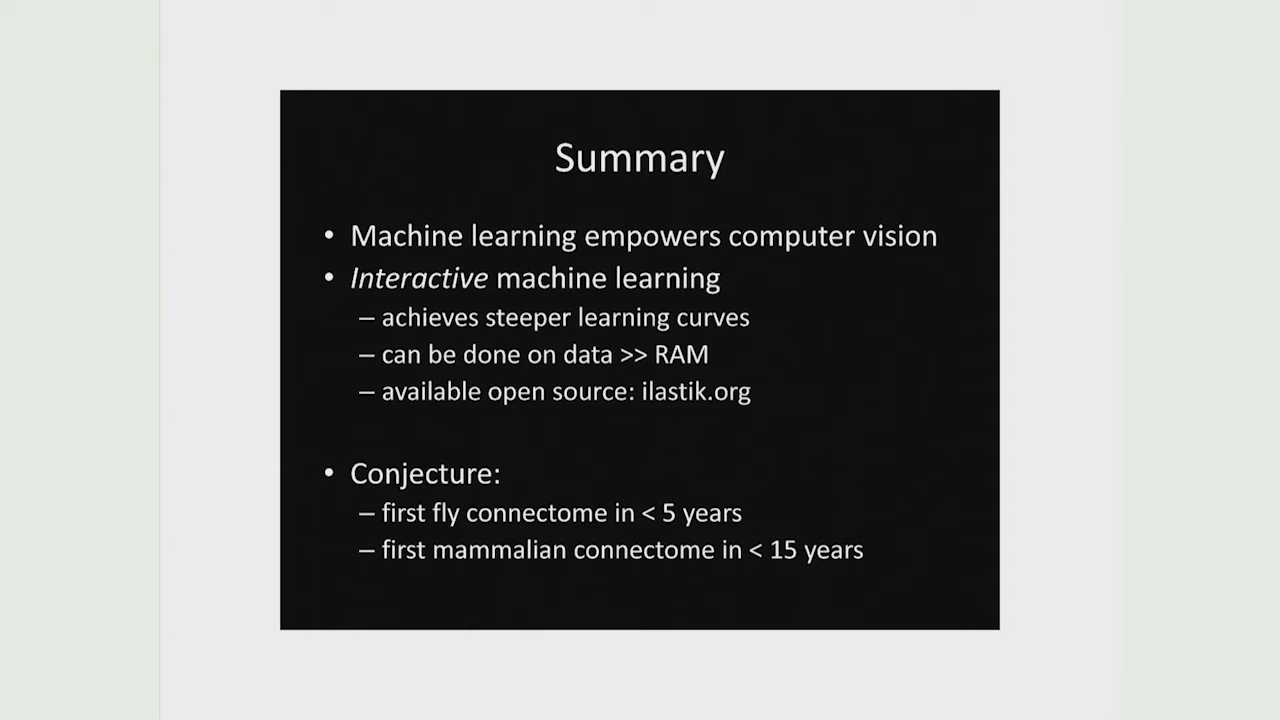 Summary
• Machine learning empowers computer vision
• Interactive machine learning
– achieves steeper learning curves
– can be done on data >> RAM
– available open source: ilastik.org
• Conjecture:
– first fly connectome in < 5 years
– first mammalian connectome in < 15 years